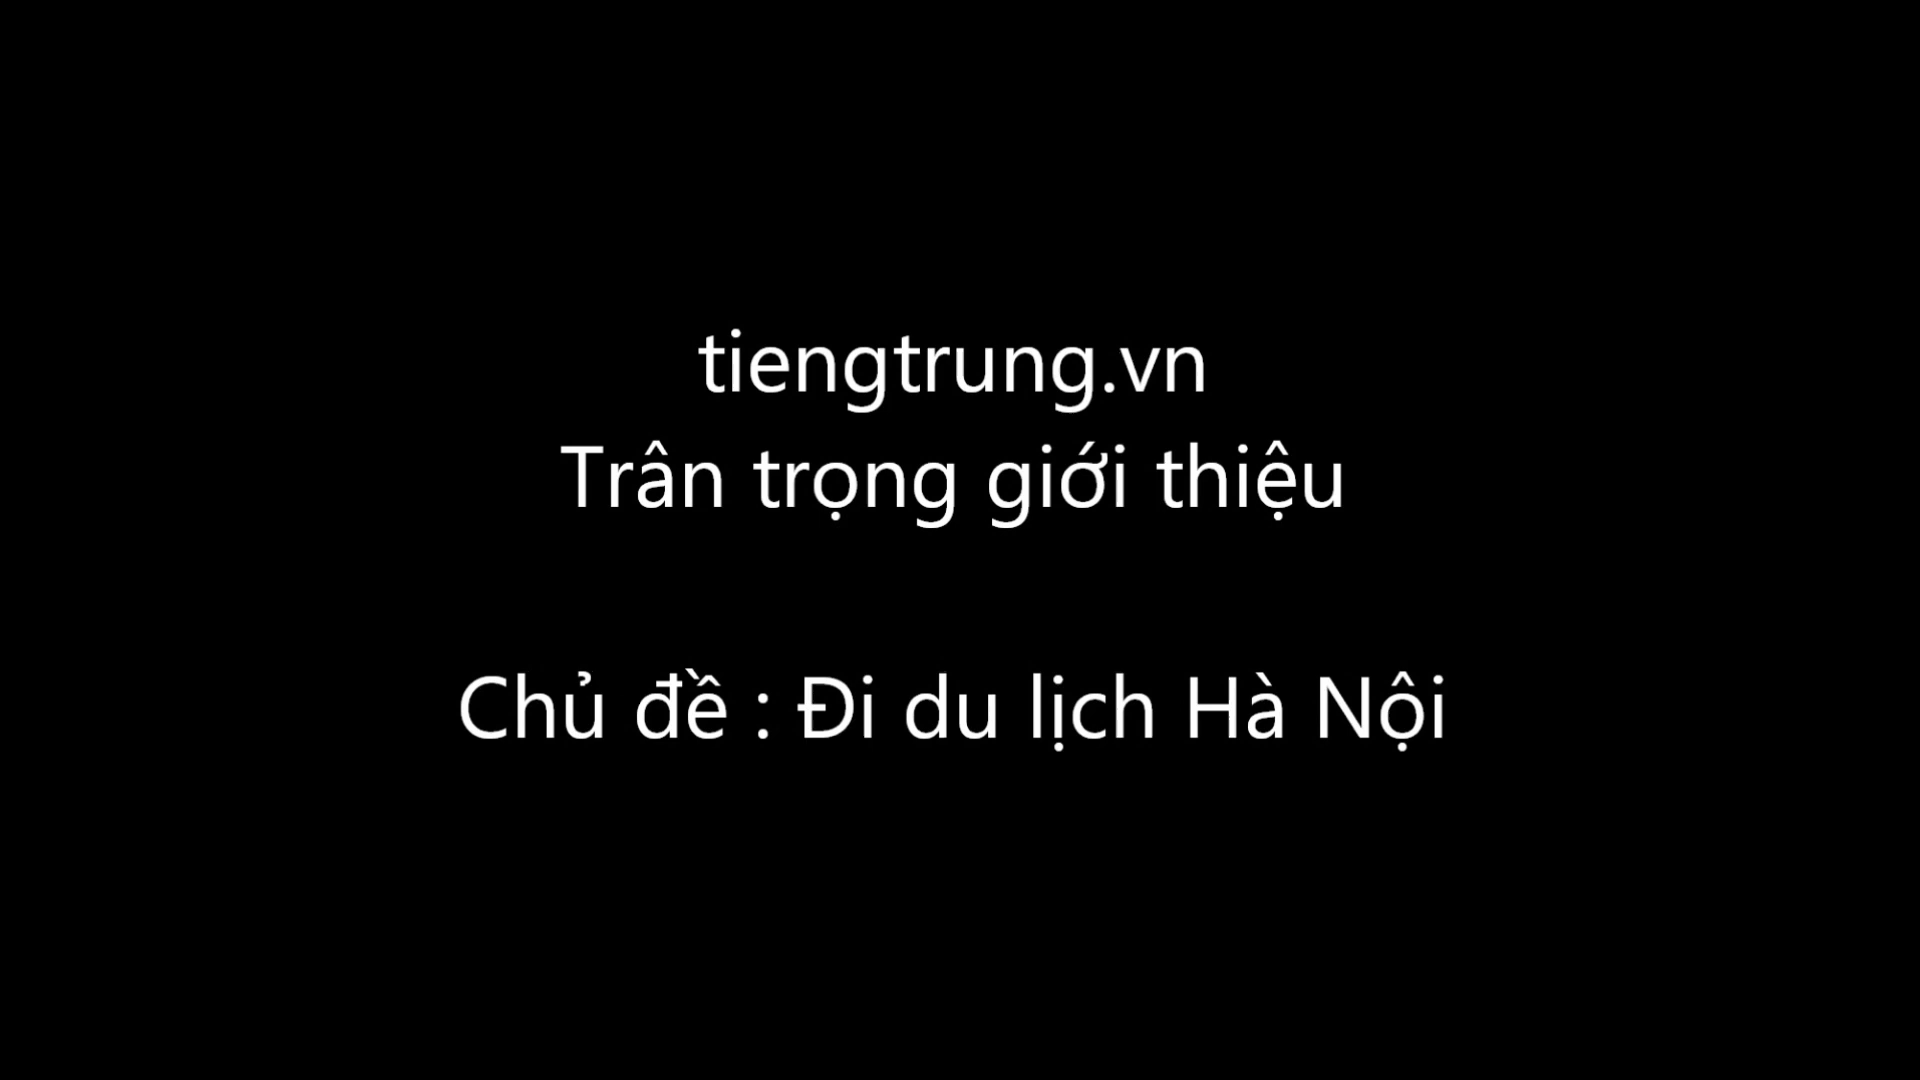 tiengtrung.vn
Trân trọng giới thiệu
Chủ đề : Đi du lịch Hà Nội